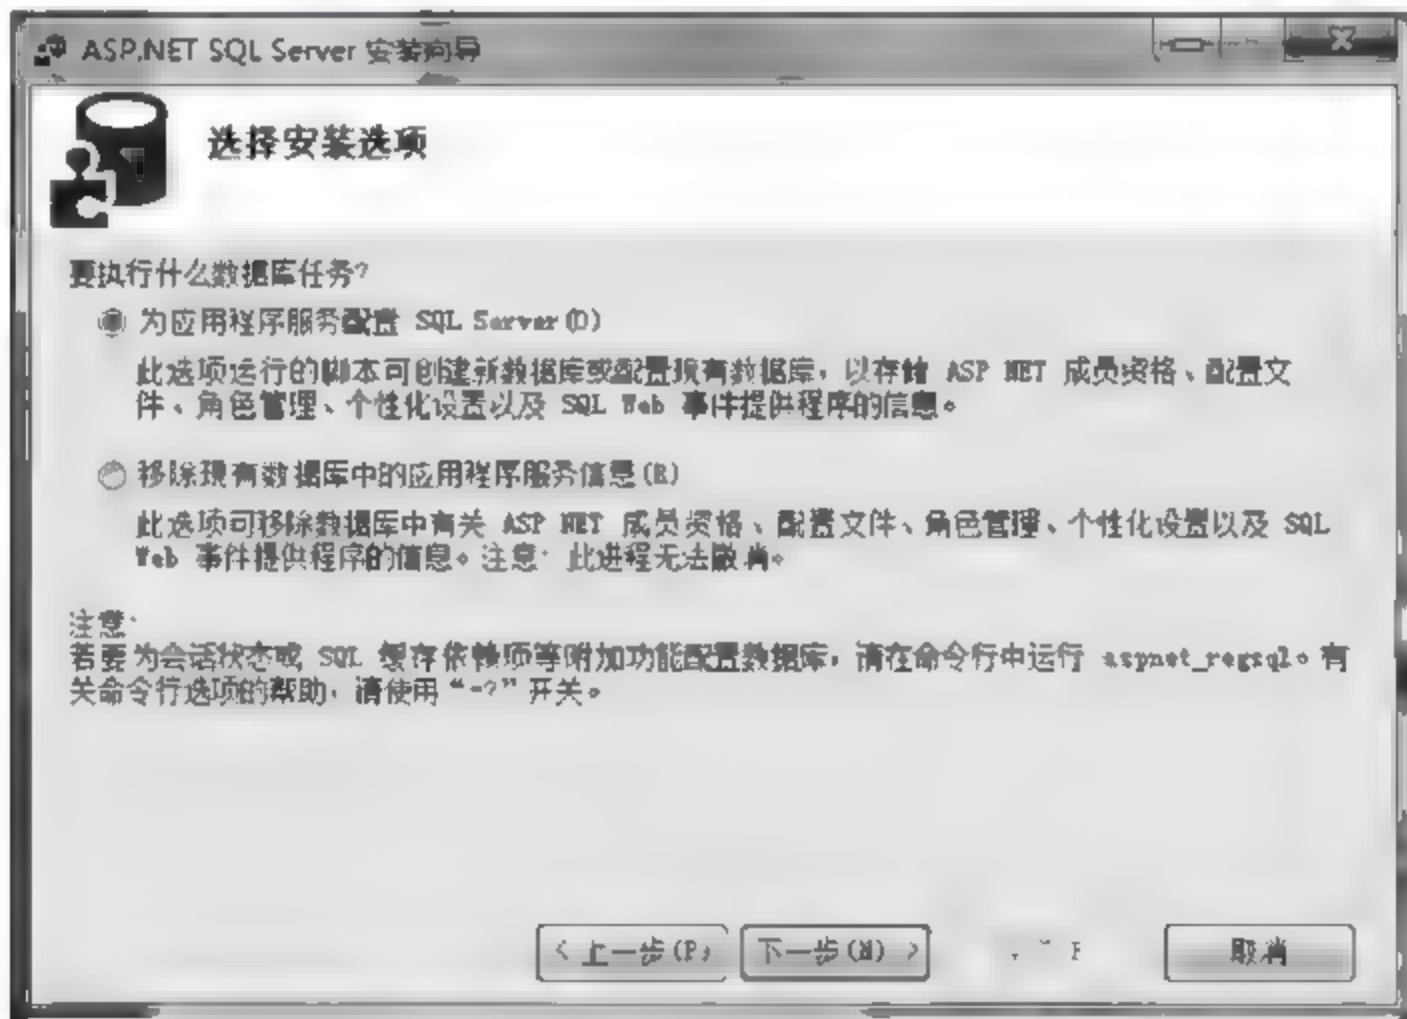 ASP.NET SQL Server 安装向导
选择安装选项
要执行什么数据库任务?
为应用程序服务配置 SQL Server(D)
此选项运行的脚本可创建新数据库或配置现有数据库，以存储 ASP NET 成员资格、配置文
件、角色管理、个性化设置以及 SQL Web 事件提供程序的信息。
移除现有数据库中的应用程序服务信息(R)
此选项可移除数据库中有关 ASP NET 成员资格、配置文件、角色管理、个性化设置以及 SQL
Web 事件提供程序的信息。注意: 此进程无法撤消。
注意:
若要为会话状态或 SQL 缓存依赖项等附加功能配置数据库，请在命令行中运行 aspnet_regsql。有
关命令行选项的帮助，请使用“-?”开关。
< 上一步(P)
下一步(N) >
取消